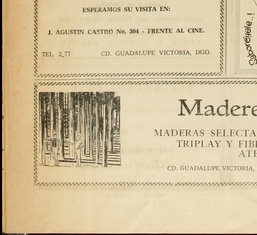 ESPERAMOS SU VISITA EN:
J. AGUSTIN CASTRO No. 304 - FRENTE AL CINE.
TEL. 2,77 CD. GUADALUPE VICTORIA, DGO.
Madere
MADERAS SELECTA
TRIPLAY Y FIB
ATE
CD. GUADALUPE VICTORIA,